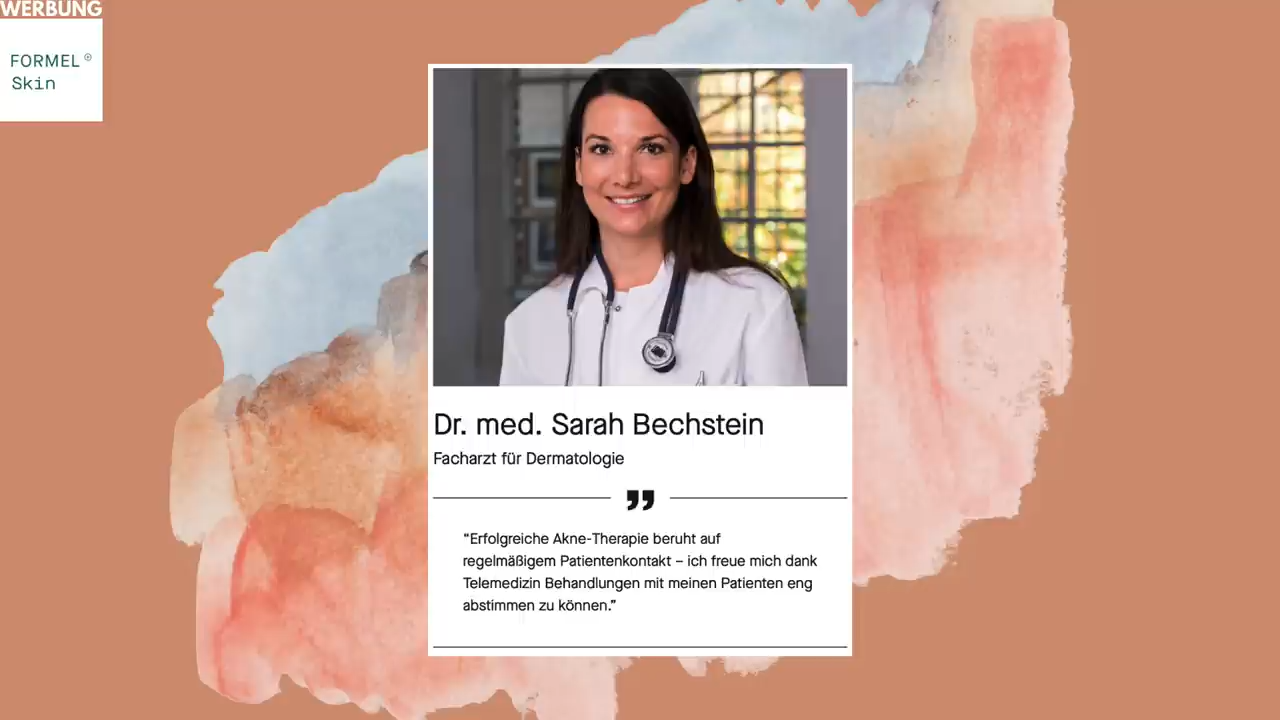 WERBUNG
FORMEL®
Skin
Dr. med. Sarah Bechstein
Facharzt für Dermatologie
”
“Erfolgreiche Akne-Therapie beruht auf
regelmäßigem Patientenkontakt – ich freue mich dank
Telemedizin Behandlungen mit meinen Patienten eng
abstimmen zu können.”